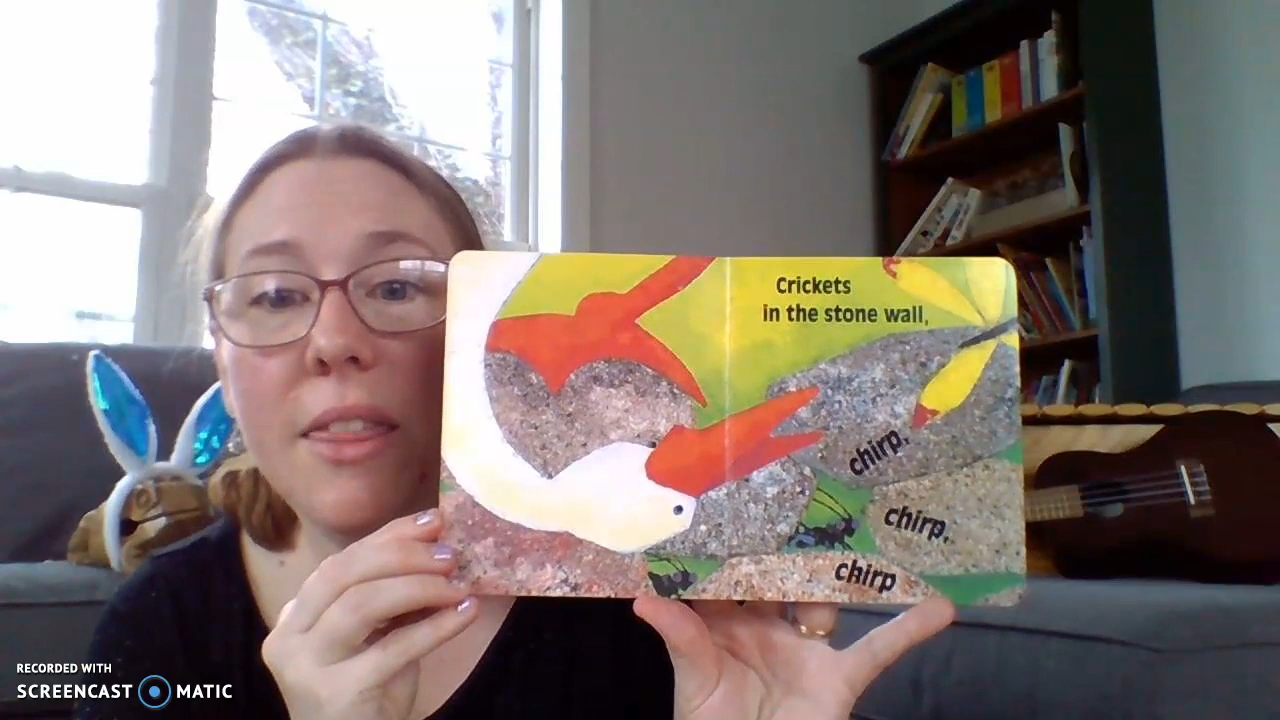 Crickets
in the stone wall,
chirp,
chirp,
chirp
RECORDED WITH
SCREENCAST MATIC